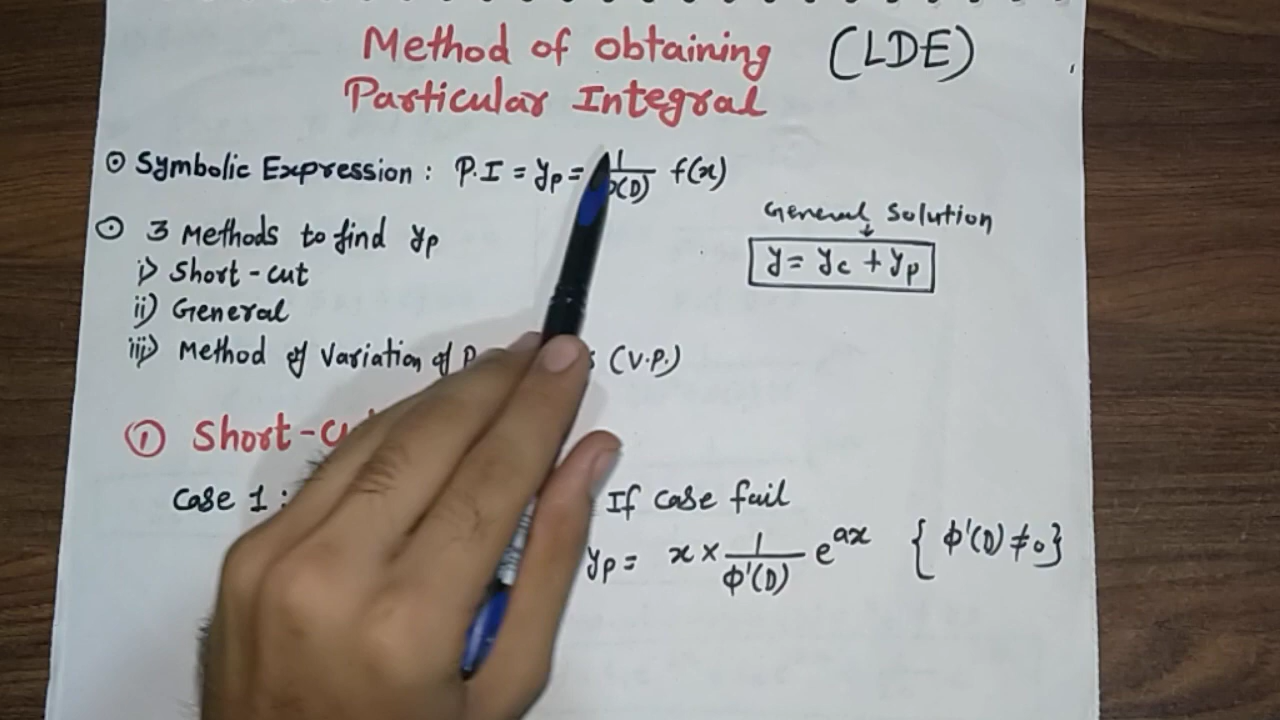 Method of obtaining (LDE)
Particular Integral
⊙ Symbolic Expression : P.I = yp = 1/(D) f(x)
General Solution
⊙ 3 Methods to find yp
y = yc + yp
i) Short-cut
ii) General
iii) Method of Variation of (V.P.)
① Short-
Case 1 : If case fail
yp = x × 1/ϕ'(D) e^ax { ϕ'(D) ≠ 0 }